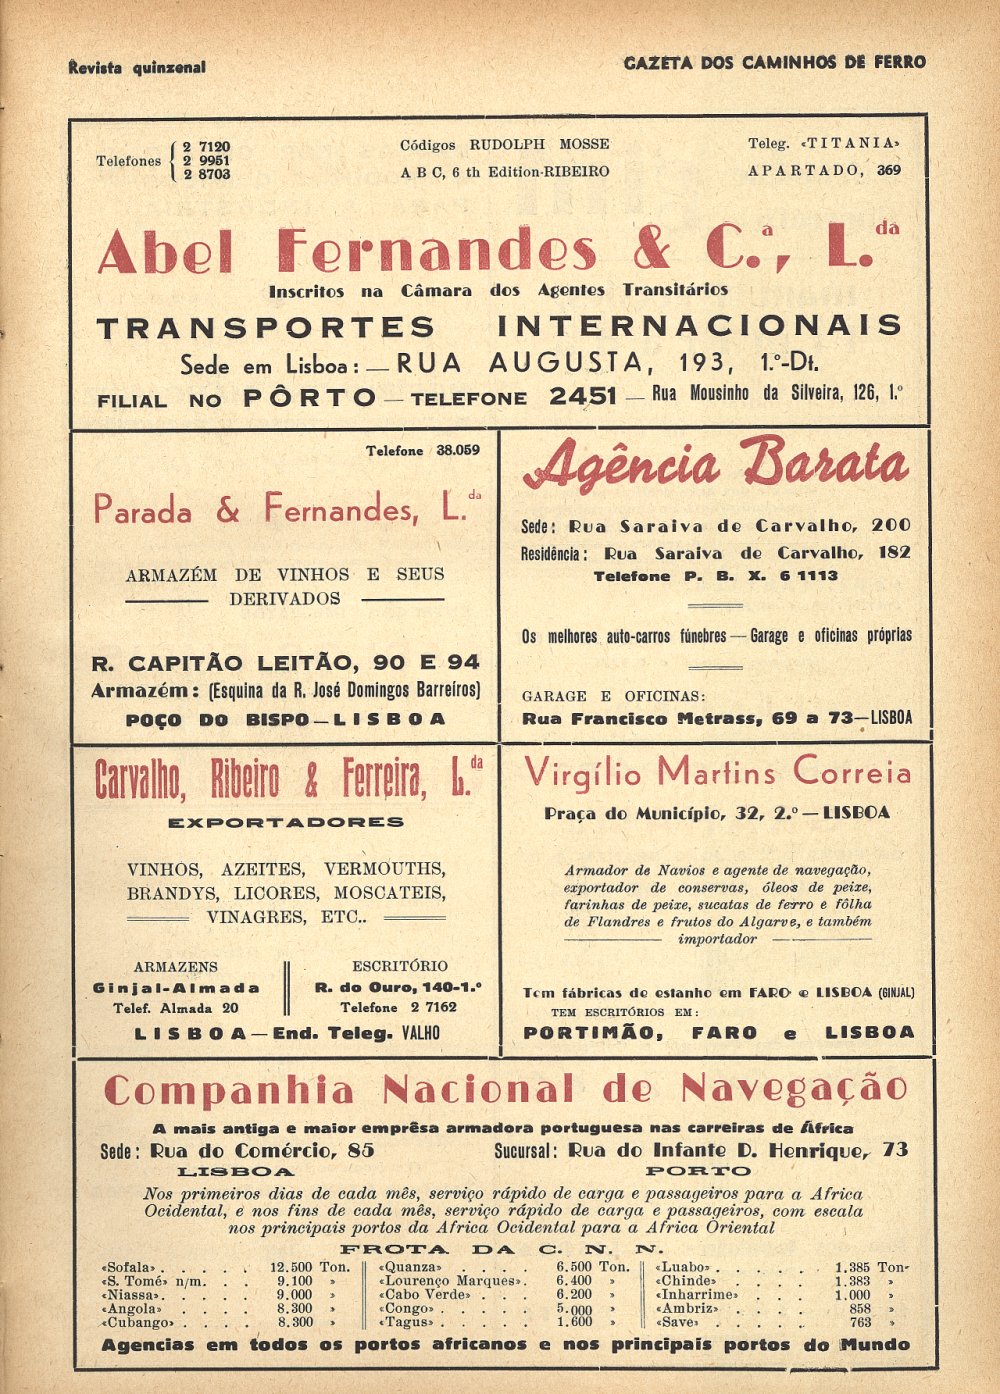 Revista quinzenal
GAZETA DOS CAMINHOS DE FERRO
Telefones { 2 7120
2 9951
2 8703
Códigos RUDOLPH MOSSE
A B C, 6 th Edition-RIBEIRO
Teleg. «TITANIA»
APARTADO, 369
Abel Fernandes & C.ª, L.da
Inscritos na Câmara dos Agentes Transitários
TRANSPORTES INTERNACIONAIS
Sede em Lisboa: — RUA AUGUSTA, 193, 1.º-Dt.
FILIAL NO PÔRTO — TELEFONE 2451 — Rua Mousinho da Silveira, 126, 1.º
Telefone 38.059
Parada & Fernandes, L.da
ARMAZÉM DE VINHOS E SEUS
DERIVADOS
R. CAPITÃO LEITÃO, 90 E 94
Armazém: (Esquina da R. José Domingos Barreiros)
POÇO DO BISPO — LISBOA
Agência Barata
Sede: Rua Saraiva de Carvalho, 200
Residência: Rua Saraiva de Carvalho, 182
Telefone P. B. X. 6 1113
Os melhores auto-carros fúnebres — Garage e oficinas próprias
GARAGE E OFICINAS:
Rua Francisco Metrass, 69 a 73 — LISBOA
Carvalho, Ribeiro & Ferreira, L.da
EXPORTADORES
VINHOS, AZEITES, VERMOUTHS,
BRANDYS, LICORES, MOSCATEIS,
VINAGRES, ETC..
ARMAZENS
Ginjal-Almada
Telef. Almada 20
ESCRITÓRIO
R. do Ouro, 140-1.º
Telefone 2 7162
LISBOA — End. Teleg. VALHO
Virgílio Martins Correia
Praça do Município, 32, 2.º — LISBOA
Armador de Navios e agente de navegação,
exportador de conservas, óleos de peixe,
farinhas de peixe, sucatas de ferro e fôlha
de Flandres e frutos do Algarve, e também
importador
Tem fábricas de estanho em FARO e LISBOA (GINJAL)
TEM ESCRITÓRIOS EM:
PORTIMÃO, FARO e LISBOA
Companhia Nacional de Navegação
A mais antiga e maior emprêsa armadora portuguesa nas carreiras de África
Sede: Rua do Comércio, 85
LISBOA
Sucursal: Rua do Infante D. Henrique, 73
PORTO
Nos primeiros dias de cada mês, serviço rápido de carga e passageiros para a Africa
Ocidental, e nos fins de cada mês, serviço rápido de carga e passageiros, com escala
nos principais portos da Africa Ocidental para a Africa Oriental
FROTA DA C. N. N.
«Sofala» . . . . . 12.500 Ton.
«S. Tomé» n/m. . . . 9.100 »
«Niassa» . . . . . 9.000 »
«Angola» . . . . . 8.300 »
«Cubango» . . . . 8.300 »
«Quanza» . . . . 6.500 Ton.
«Lourenço Marques» . 6.400 »
«Cabo Verde» . . . 6.200 »
«Congo» . . . . . 5.000 »
«Tagus» . . . . . 1.600 »
«Luabo» . . . . . 1.385 Ton-
«Chinde» . . . . 1.383 »
«Inharrime» . . . 1.000 »
«Ambriz» . . . . 858 »
«Save» . . . . . 763 »
Agencias em todos os portos africanos e nos principais portos do Mundo